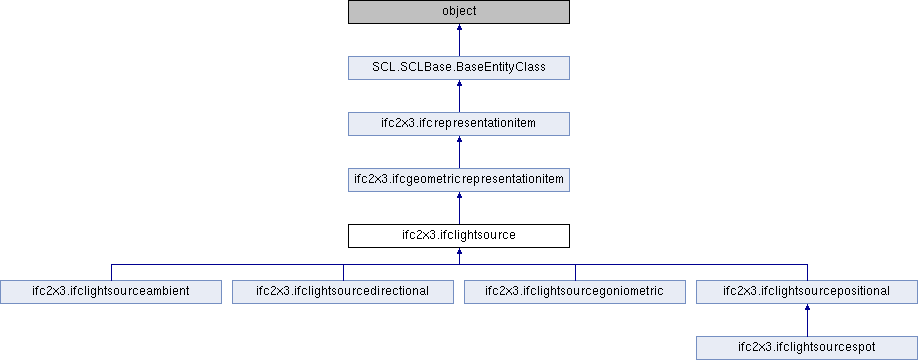 object
SCL.SCLBase.BaseEntityClass
ifc2x3.ifcrepresentationitem
ifc2x3.ifcgeometricrepresentationitem
ifc2x3.ifclightsource
ifc2x3.ifclightsourceambient
ifc2x3.ifclightsourcedirectional
ifc2x3.ifclightsourcegoniometric
ifc2x3.ifclightsourcepositional
ifc2x3.ifclightsourcespot